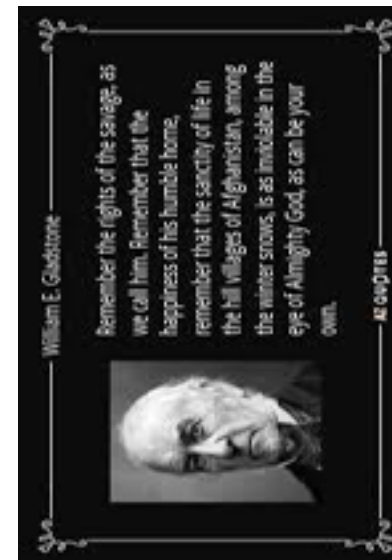 William E. Gladstone
Remember the rights of the savage, as
we call him. Remember that the
happiness of his humble home,
remember that the sanctity of life in
the hill villages of Afghanistan, among
the winter snows, is as inviolable in the
eye of Almighty God, as can be your
own.
AZ QUOTES